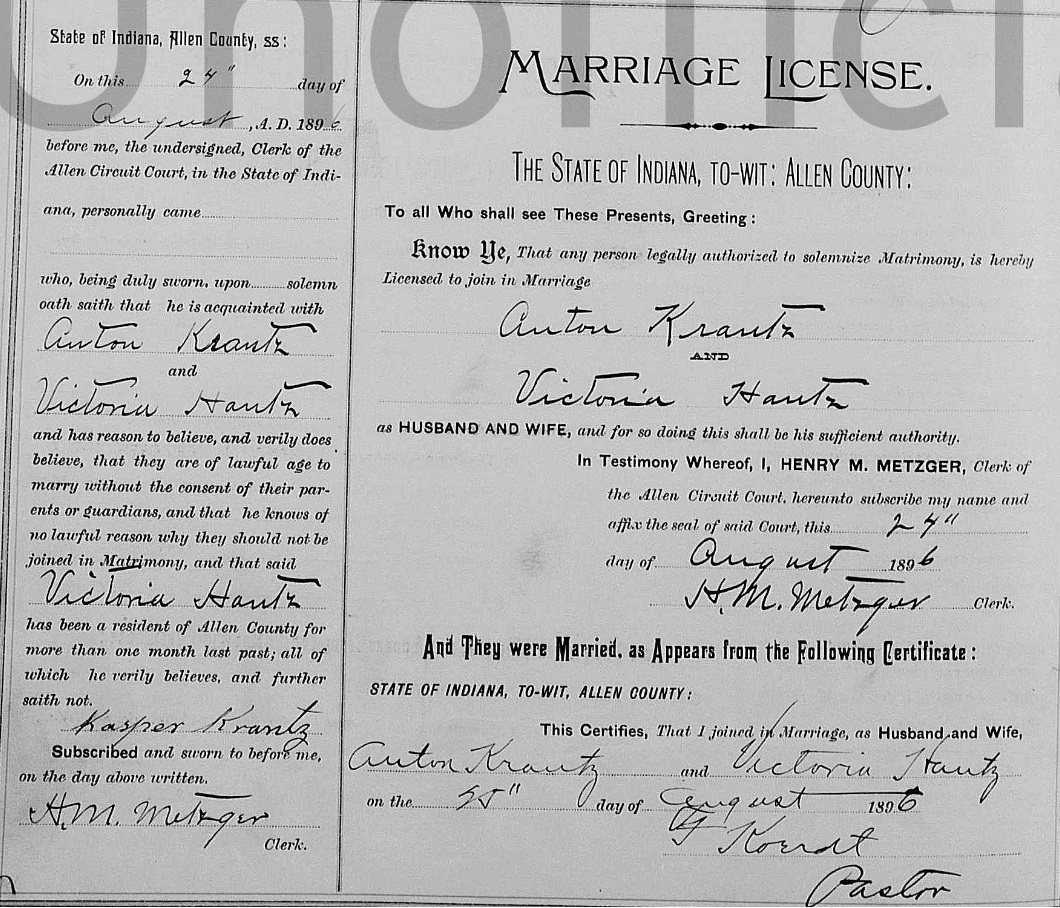 Unoffici
State of Indiana, Allen County, ss:
On this 24" day of
August, A. D. 1896
before me, the undersigned, Clerk of the
Allen Circuit Court, in the State of Indi-
ana, personally came
who, being duly sworn, upon solemn
oath saith that he is acquainted with
Anton Krantz
and
Victoria Hautz
and has reason to believe, and verily does
believe, that they are of lawful age to
marry without the consent of their par-
ents or guardians, and that he knows of
no lawful reason why they should not be
joined in Matrimony, and that said
Victoria Hautz
has been a resident of Allen County for
more than one month last past; all of
which he verily believes, and further
saith not.
Kasper Krantz
Subscribed and sworn to before me,
on the day above written.
H. M. Metzger
Clerk.
MARRIAGE LICENSE.
THE STATE OF INDIANA, TO-WIT: ALLEN COUNTY:
To all Who shall see These Presents, Greeting:
Know Ye, That any person legally authorized to solemnize Matrimony, is hereby
Licensed to join in Marriage
Anton Krantz
AND
Victoria Hautz
as HUSBAND AND WIFE, and for so doing this shall be his sufficient authority.
In Testimony Whereof, I, HENRY M. METZGER, Clerk of
the Allen Circuit Court, hereunto subscribe my name and
affix the seal of said Court, this 24"
day of August 1896
H. M. Metzger Clerk.
And They were Married, as Appears from the Following Certificate:
STATE OF INDIANA, TO-WIT, ALLEN COUNTY:
This Certifies, That I joined in Marriage, as Husband and Wife,
Anton Krantz and Victoria Hautz
on the 25" day of August 1896
F Koerdt
Pastor